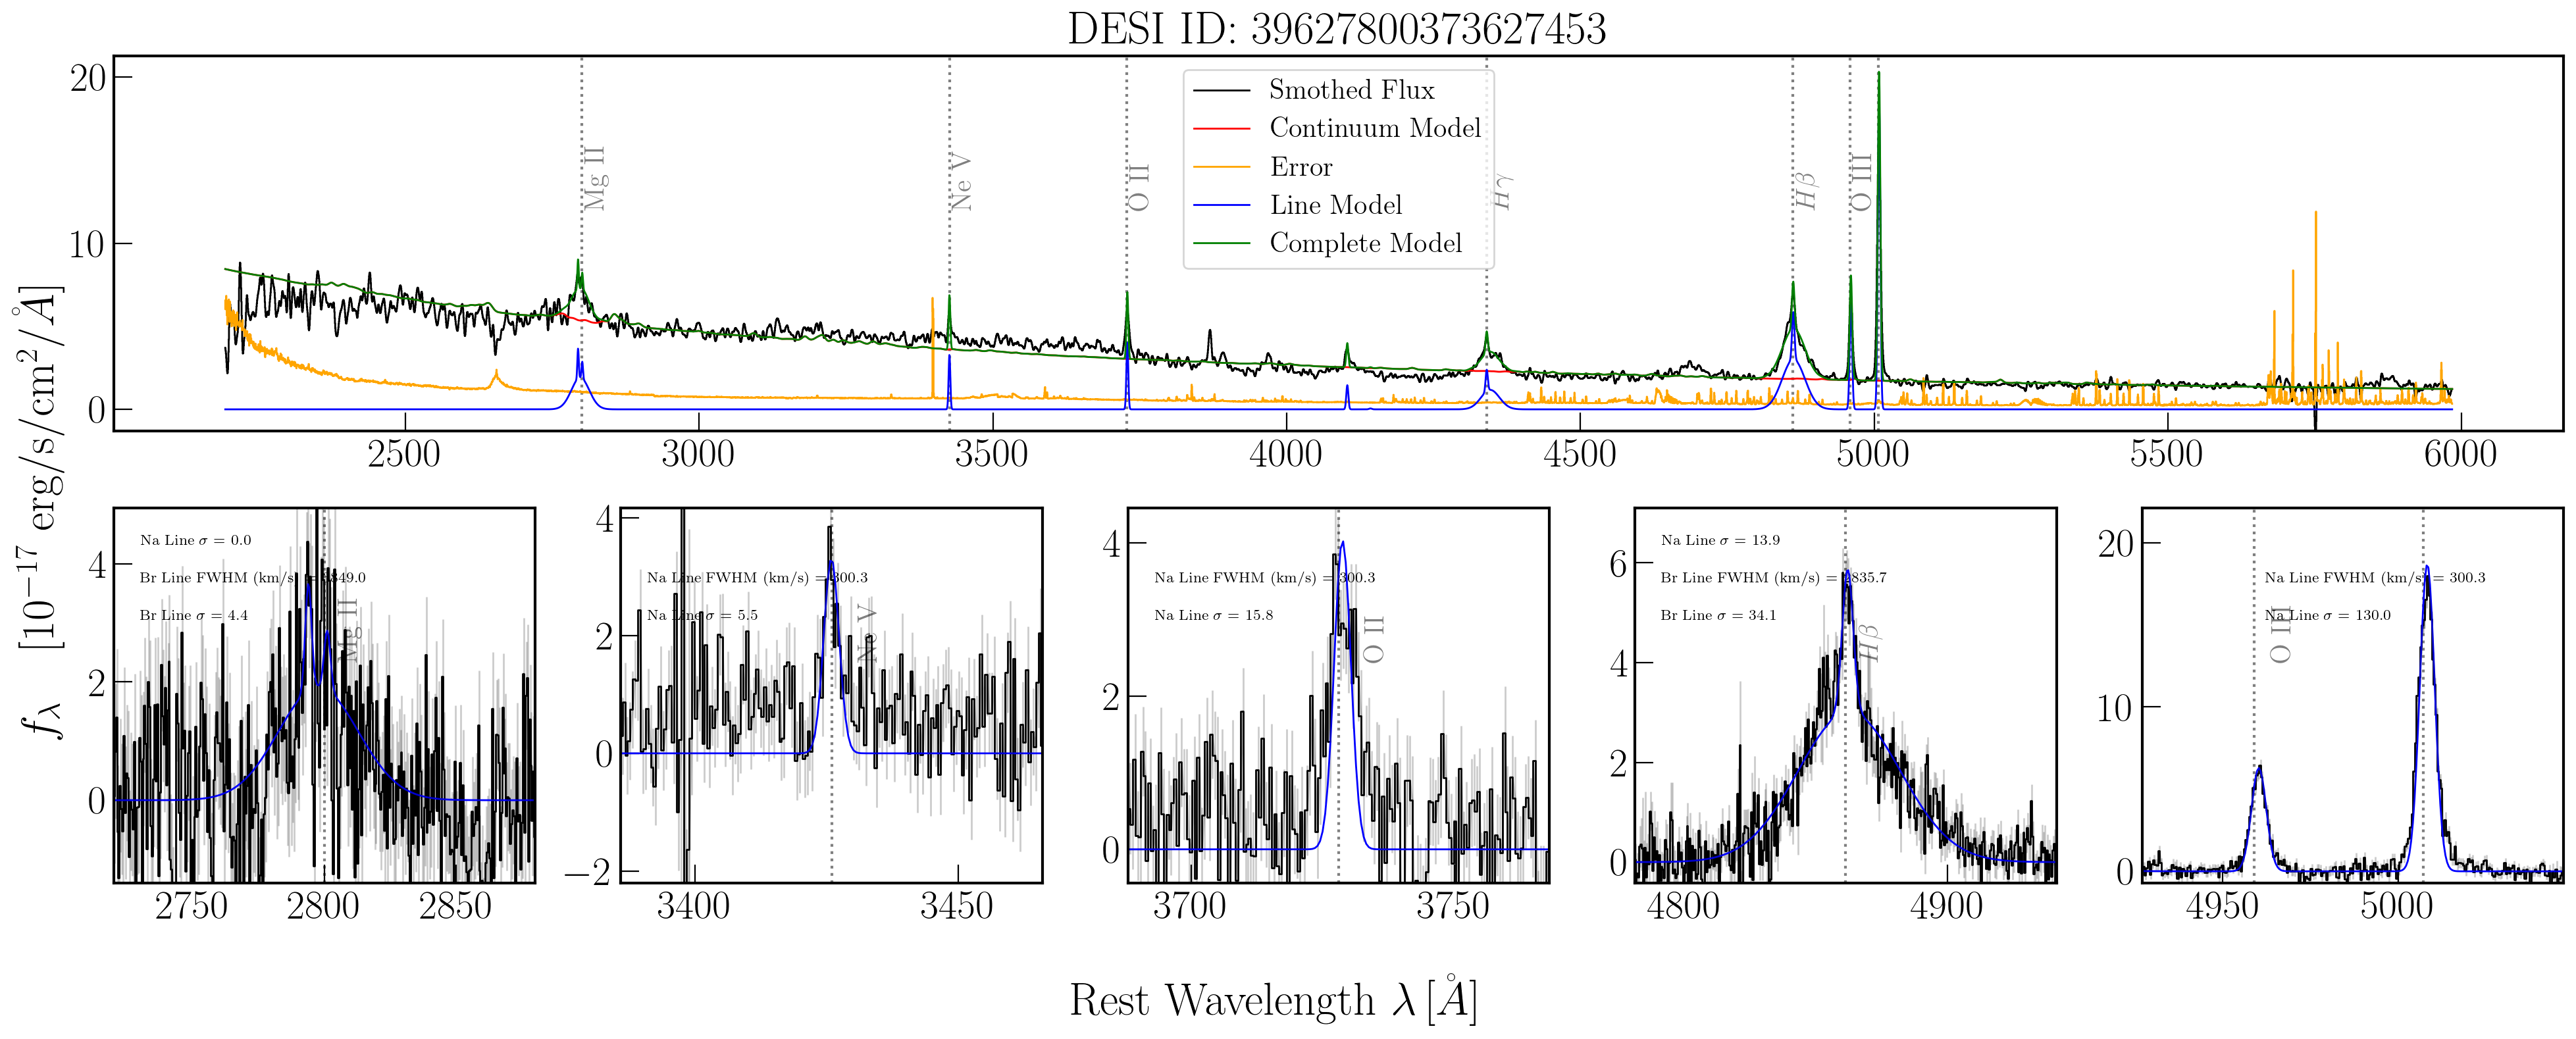 DESI ID: 39627800373627453
20
10
0
Mg II
Ne V
O II
Hγ
Hβ
O III
Smothed Flux
Continuum Model
Error
Line Model
Complete Model
2500 3000 3500 4000 4500 5000 5500 6000
f_λ [10^{-17} erg/s/cm^2/Å]
Na Line σ = 0.0
Br Line FWHM (km/s)
849.0
Br Line σ = 4.4
Mg II
4
2
0
2750 2800 2850
Na Line FWHM (km/s) = 300.3
Na Line σ = 5.5
Ne V
4
2
0
−2
3400 3450
Na Line FWHM (km/s) = 300.3
Na Line σ = 15.8
O II
4
2
0
3700 3750
Na Line σ = 13.9
Br Line FWHM (km/s) =
835.7
Br Line σ = 34.1
Hβ
6
4
2
0
4800 4900
Na Line FWHM (km/s) = 300.3
Na Line σ = 130.0
O III
20
10
0
4950 5000
Rest Wavelength λ [Å]